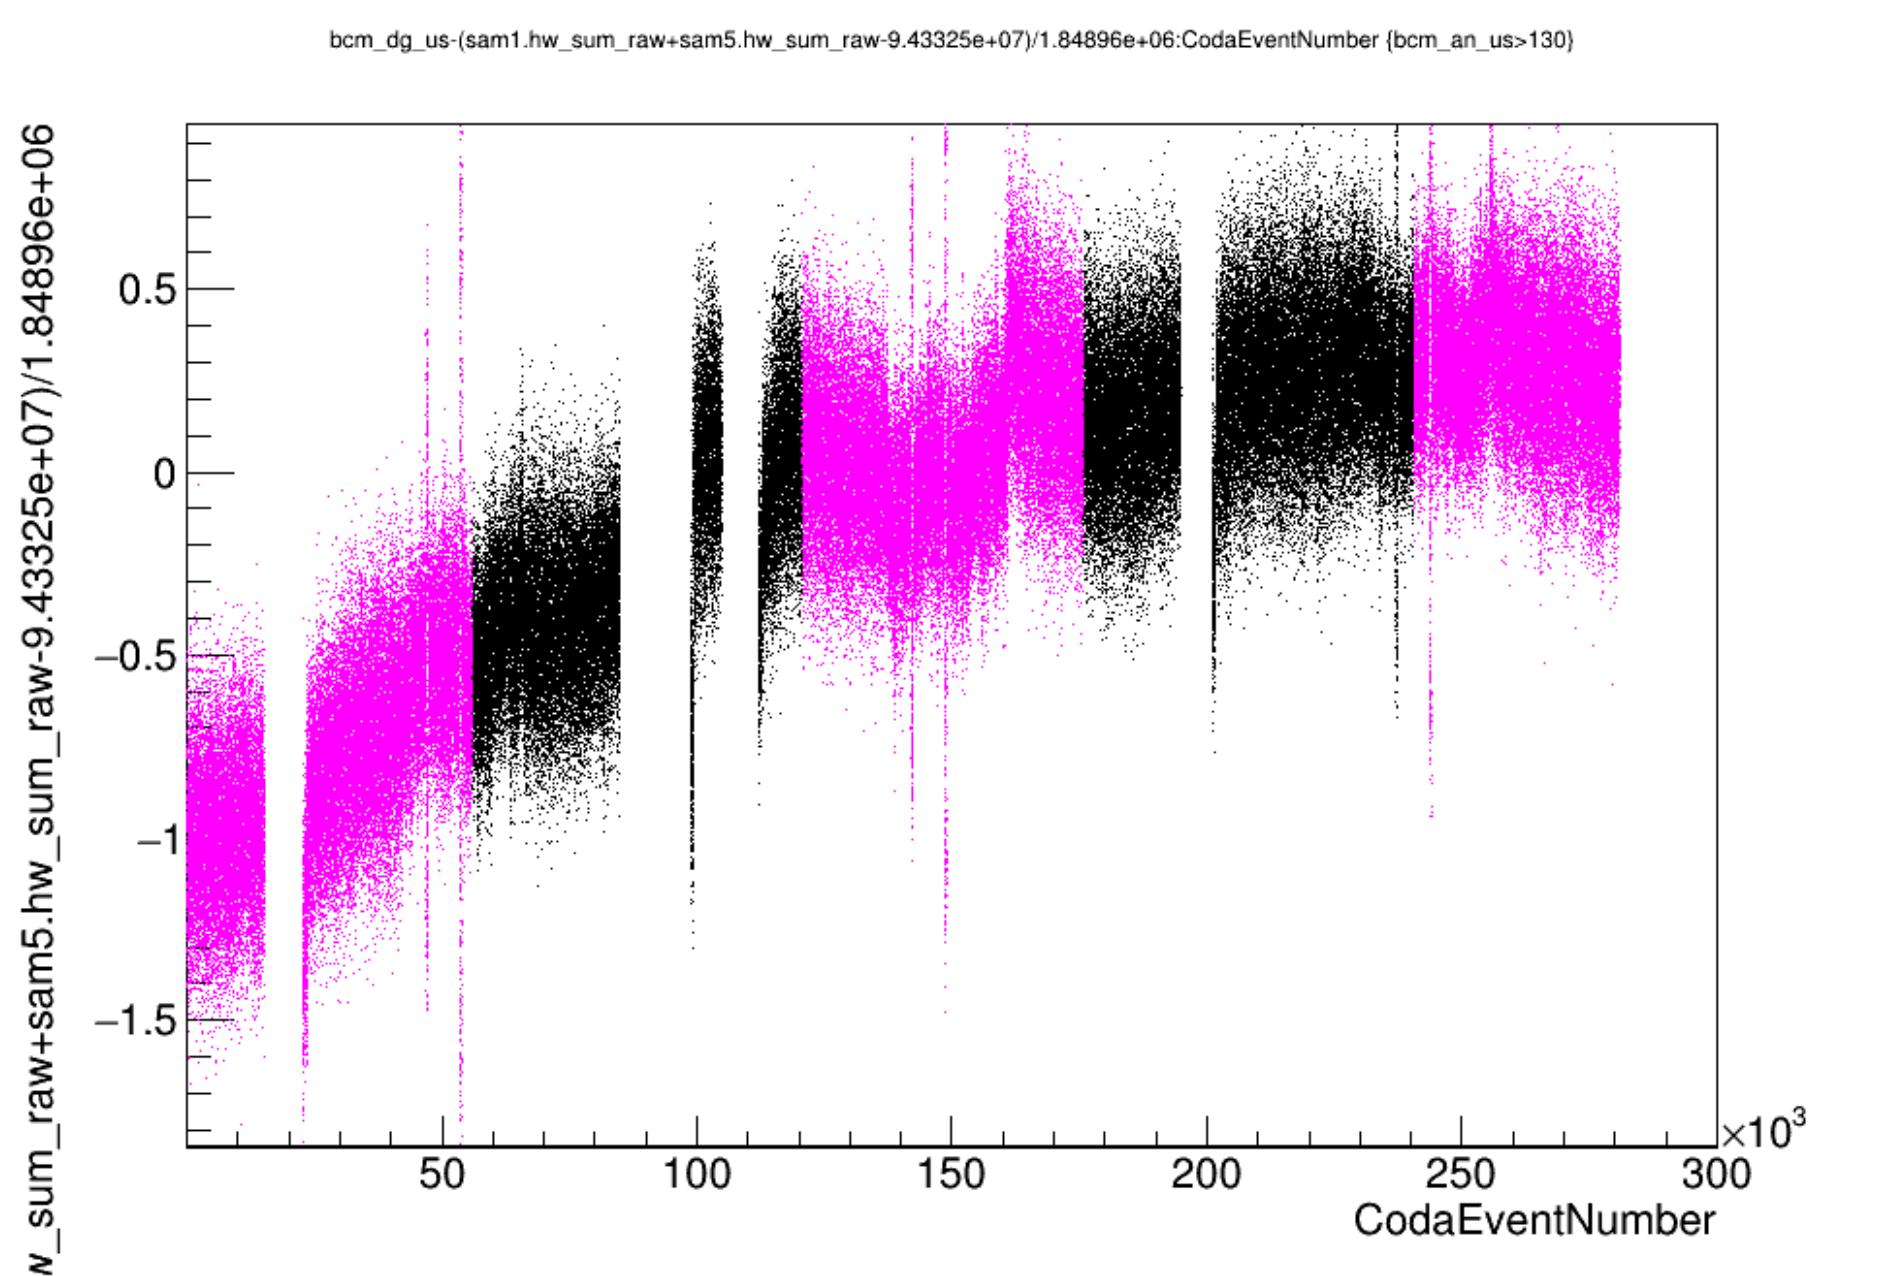 bcm_dg_us-(sam1.hw_sum_raw+sam5.hw_sum_raw-9.43325e+07)/1.84896e+06:CodaEventNumber {bcm_an_us>130}
w_sum_raw+sam5.hw_sum_raw-9.43325e+07)/1.84896e+06
0.5
0
−0.5
−1
−1.5
50 100 150 200 250 300
×10³
CodaEventNumber